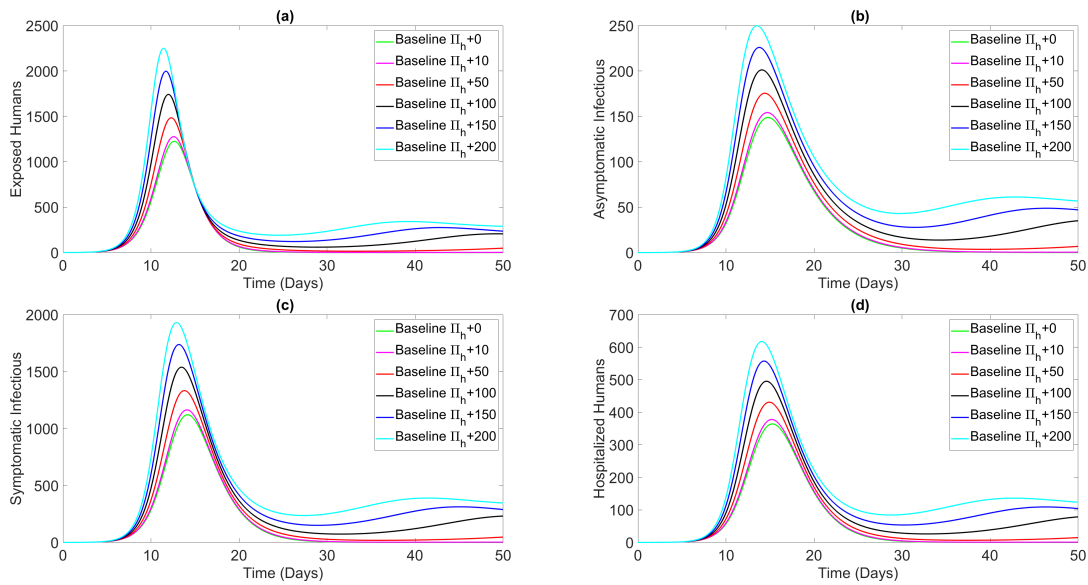 (a)
2500
2000
1500
1000
500
0
Exposed Humans
Baseline Π_h+0
Baseline Π_h+10
Baseline Π_h+50
Baseline Π_h+100
Baseline Π_h+150
Baseline Π_h+200
0 10 20 30 40 50
Time (Days)
(b)
250
200
150
100
50
0
Asymptomatic Infectious
Baseline Π_h+0
Baseline Π_h+10
Baseline Π_h+50
Baseline Π_h+100
Baseline Π_h+150
Baseline Π_h+200
0 10 20 30 40 50
Time (Days)
(c)
2000
1500
1000
500
0
Symptomatic Infectious
Baseline Π_h+0
Baseline Π_h+10
Baseline Π_h+50
Baseline Π_h+100
Baseline Π_h+150
Baseline Π_h+200
0 10 20 30 40 50
Time (Days)
(d)
700
600
500
400
300
200
100
0
Hospitalized Humans
Baseline Π_h+0
Baseline Π_h+10
Baseline Π_h+50
Baseline Π_h+100
Baseline Π_h+150
Baseline Π_h+200
0 10 20 30 40 50
Time (Days)